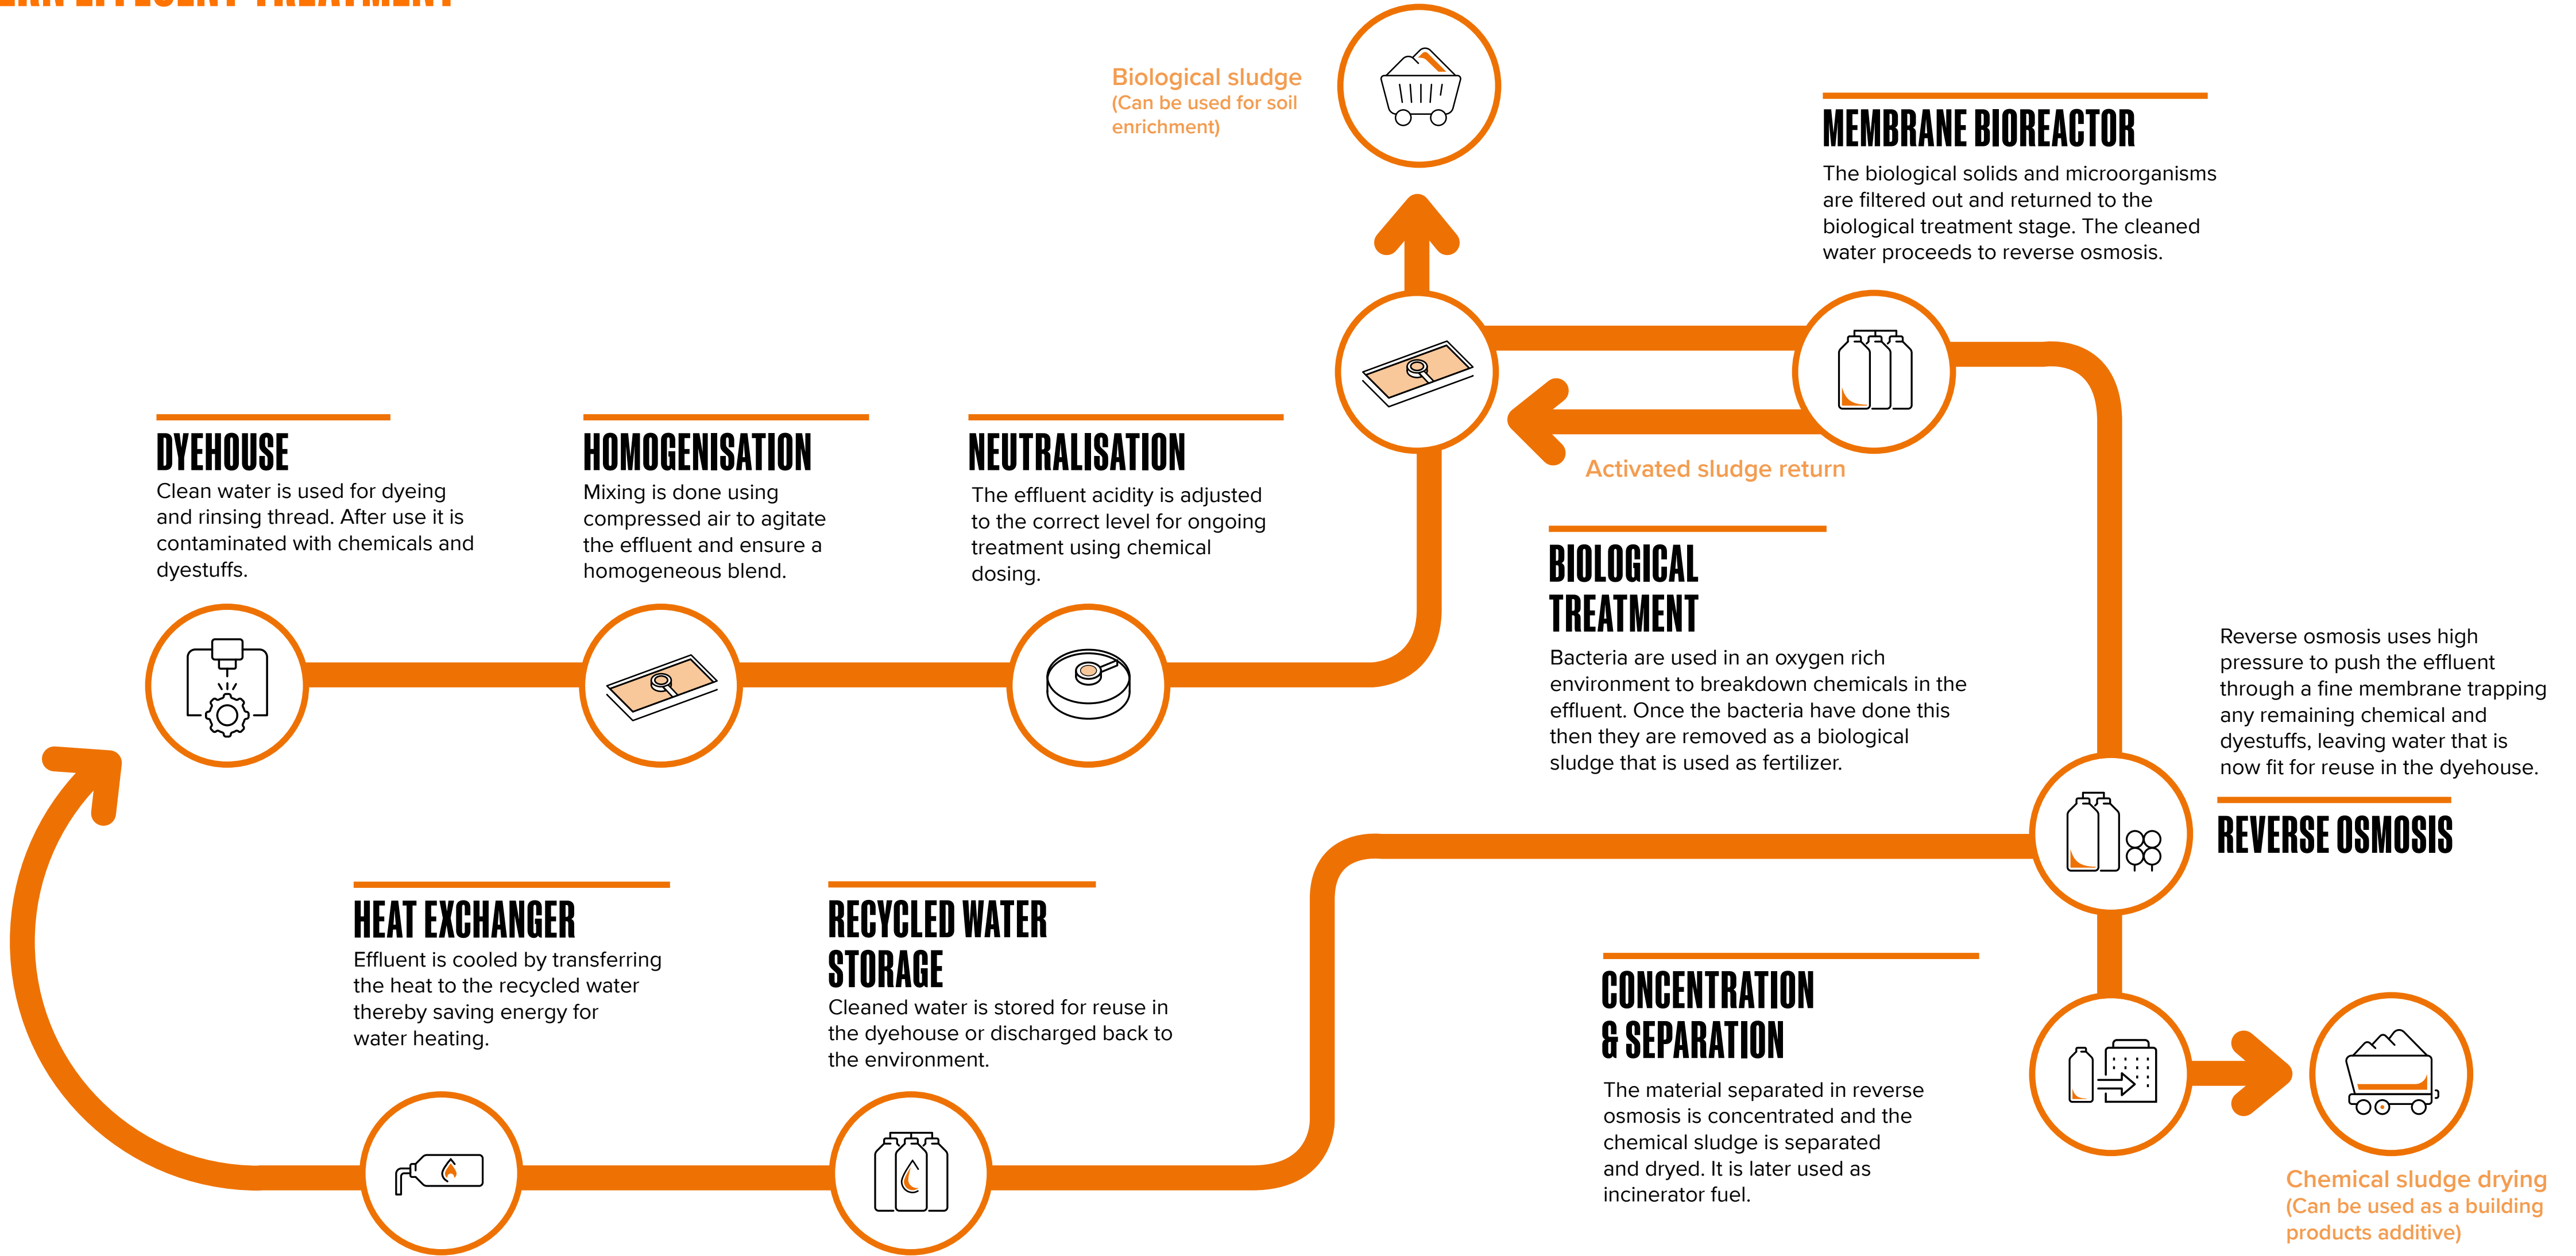 EFFLUENT TREATMENT
Biological sludge
(Can be used for soil
enrichment)
MEMBRANE BIOREACTOR
The biological solids and microorganisms
are filtered out and returned to the
biological treatment stage. The cleaned
water proceeds to reverse osmosis.
DYEHOUSE
Clean water is used for dyeing
and rinsing thread. After use it is
contaminated with chemicals and
dyestuffs.
HOMOGENISATION
Mixing is done using
compressed air to agitate
the effluent and ensure a
homogeneous blend.
NEUTRALISATION
The effluent acidity is adjusted
to the correct level for ongoing
treatment using chemical
dosing.
Activated sludge return
BIOLOGICAL
TREATMENT
Bacteria are used in an oxygen rich
environment to breakdown chemicals in the
effluent. Once the bacteria have done this
then they are removed as a biological
sludge that is used as fertilizer.
Reverse osmosis uses high
pressure to push the effluent
through a fine membrane trapping
any remaining chemical and
dyestuffs, leaving water that is
now fit for reuse in the dyehouse.
REVERSE OSMOSIS
HEAT EXCHANGER
Effluent is cooled by transferring
the heat to the recycled water
thereby saving energy for
water heating.
RECYCLED WATER
STORAGE
Cleaned water is stored for reuse in
the dyehouse or discharged back to
the environment.
CONCENTRATION
& SEPARATION
The material separated in reverse
osmosis is concentrated and the
chemical sludge is separated
and dryed. It is later used as
incinerator fuel.
Chemical sludge drying
(Can be used as a building
products additive)